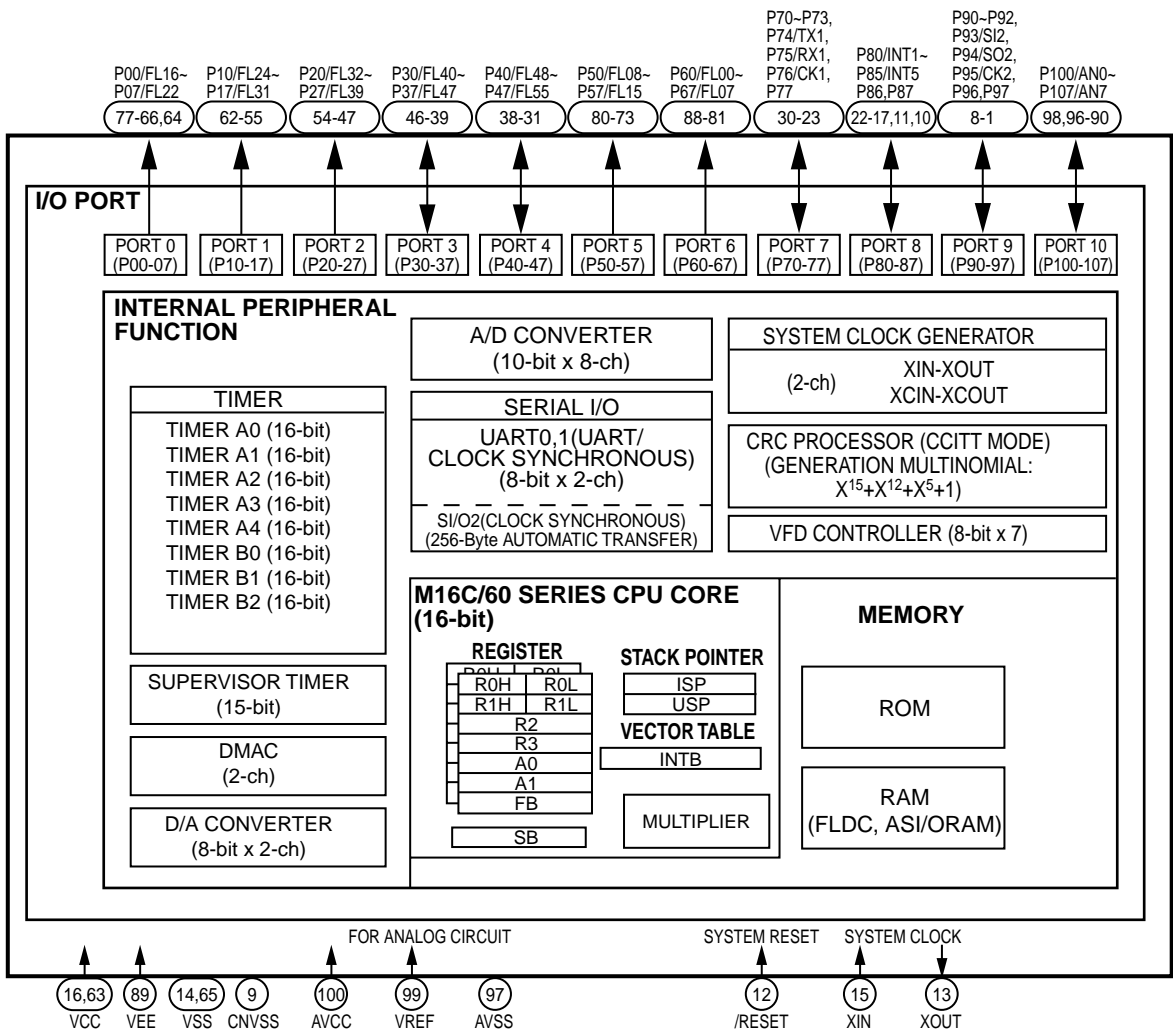 P00/FL16~
P07/FL22
P10/FL24~
P17/FL31
P20/FL32~
P27/FL39
P30/FL40~
P37/FL47
P40/FL48~
P47/FL55
P50/FL08~
P57/FL15
P60/FL00~
P67/FL07
P70~P73,
P74/TX1,
P75/RX1,
P76/CK1,
P77
P80/INT1~
P85/INT5
P86,P87
P90~P92,
P93/SI2,
P94/SO2,
P95/CK2,
P96,P97
P100/AN0~
P107/AN7
77-66,64
62-55
54-47
46-39
38-31
80-73
88-81
30-23
22-17,11,10
8-1
98,96-90
I/O PORT
PORT 0
(P00-07)
PORT 1
(P10-17)
PORT 2
(P20-27)
PORT 3
(P30-37)
PORT 4
(P40-47)
PORT 5
(P50-57)
PORT 6
(P60-67)
PORT 7
(P70-77)
PORT 8
(P80-87)
PORT 9
(P90-97)
PORT 10
(P100-107)
INTERNAL PERIPHERAL
FUNCTION
TIMER
TIMER A0 (16-bit)
TIMER A1 (16-bit)
TIMER A2 (16-bit)
TIMER A3 (16-bit)
TIMER A4 (16-bit)
TIMER B0 (16-bit)
TIMER B1 (16-bit)
TIMER B2 (16-bit)
SUPERVISOR TIMER
(15-bit)
DMAC
(2-ch)
D/A CONVERTER
(8-bit x 2-ch)
A/D CONVERTER
(10-bit x 8-ch)
SERIAL I/O
UART0,1(UART/
CLOCK SYNCHRONOUS)
(8-bit x 2-ch)
SI/O2(CLOCK SYNCHRONOUS)
(256-Byte AUTOMATIC TRANSFER)
SYSTEM CLOCK GENERATOR
(2-ch) XIN-XOUT
XCIN-XCOUT
CRC PROCESSOR (CCITT MODE)
(GENERATION MULTINOMIAL:
X¹⁵+X¹²+X⁵+1)
VFD CONTROLLER (8-bit x 7)
M16C/60 SERIES CPU CORE
(16-bit)
REGISTER
R0H R0L
R0H R0L
R1H R1L
R2
R3
A0
A1
FB
SB
STACK POINTER
ISP
USP
VECTOR TABLE
INTB
MULTIPLIER
MEMORY
ROM
RAM
(FLDC, ASI/ORAM)
FOR ANALOG CIRCUIT
SYSTEM RESET
SYSTEM CLOCK
16,63
89
14,65
9
100
99
97
12
15
13
VCC
VEE
VSS
CNVSS
AVCC
VREF
AVSS
/RESET
XIN
XOUT